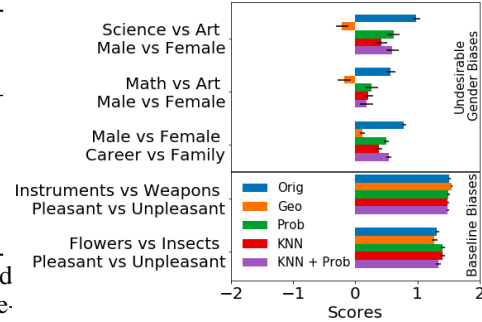 Science vs Art
Male vs Female
Math vs Art
Male vs Female
Male vs Female
Career vs Family
Instruments vs Weapons
Pleasant vs Unpleasant
Flowers vs Insects
Pleasant vs Unpleasant
Undesirable
Gender Biases
Baseline Biases
Orig
Geo
Prob
KNN
KNN + Prob
−2 −1 0 1 2
Scores
d
e-